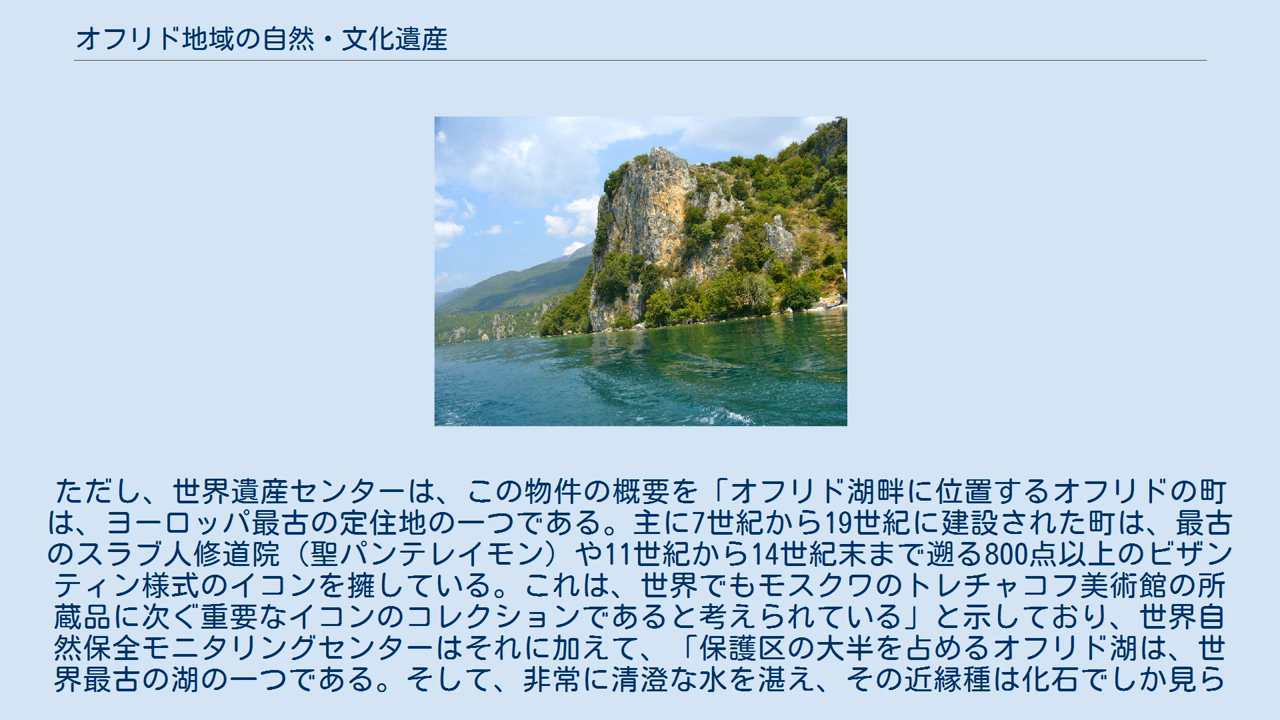 オフリド地域の自然・文化遺産
ただし、世界遺産センターは、この物件の概要を「オフリド湖畔に位置するオフリドの町
は、ヨーロッパ最古の定住地の一つである。主に7世紀から19世紀に建設された町は、最古
のスラブ人修道院（聖パンテレイモン）や11世紀から14世紀末まで遡る800点以上のビザン
ティン様式のイコンを擁している。これは、世界でもモスクワのトレチャコフ美術館の所
蔵品に次ぐ重要なイコンのコレクションであると考えられている」と示しており、世界自
然保全モニタリングセンターはそれに加えて、「保護区の大半を占めるオフリド湖は、世
界最古の湖の一つである。そして、非常に清澄な水を湛え、その近縁種は化石でしか見ら